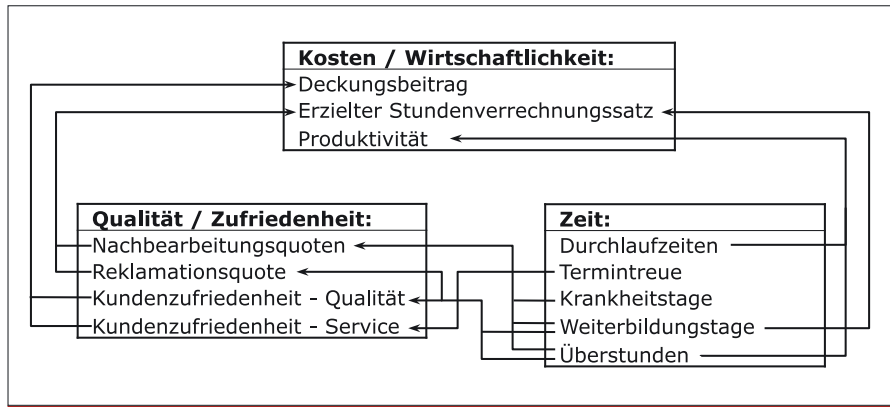 Kosten / Wirtschaftlichkeit:
Deckungsbeitrag
Erzielter Stundenverrechnungssatz
Produktivität
Qualität / Zufriedenheit:
Nachbearbeitungsquoten
Reklamationsquote
Kundenzufriedenheit - Qualität
Kundenzufriedenheit - Service
Zeit:
Durchlaufzeiten
Termintreue
Krankheitstage
Weiterbildungstage
Überstunden